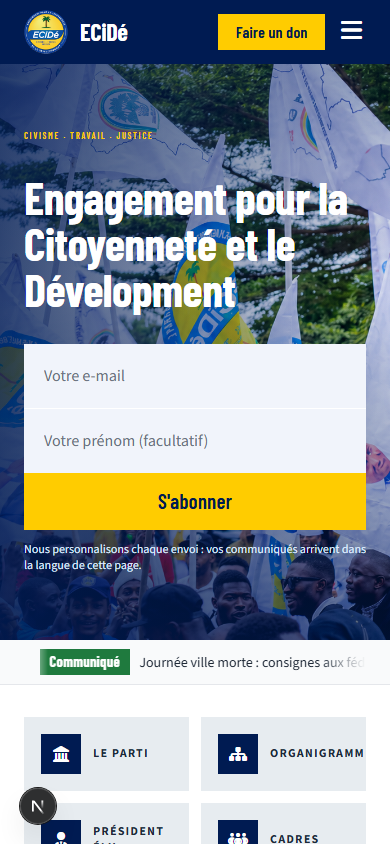 ECiDé
ECiDé
Faire un don
CIVISME . TRAVAIL . JUSTICE
Engagement pour la
Citoyenneté et le
Développement
Votre e-mail
Votre prénom (facultatif)
S'abonner
Nous personnalisons chaque envoi : vos communiqués arrivent dans
la langue de cette page.
Communiqué
Journée ville morte : consignes aux féd
LE PARTI
ORGANIGRAMM
N
PRÉSIDENT
CADRES